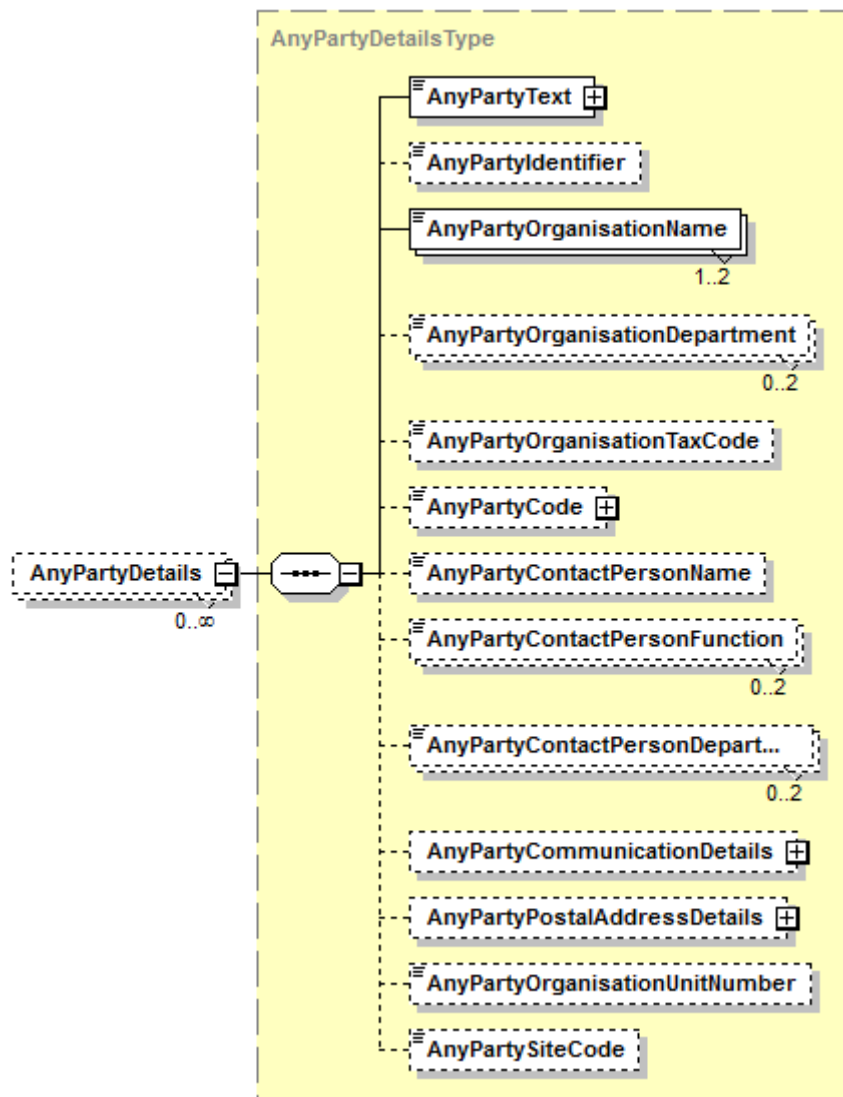 AnyPartyDetailsType
AnyPartyText
AnyPartyIdentifier
AnyPartyOrganisationName
1..2
AnyPartyOrganisationDepartment
0..2
AnyPartyOrganisationTaxCode
AnyPartyCode
AnyPartyDetails
0..∞
AnyPartyContactPersonName
AnyPartyContactPersonFunction
0..2
AnyPartyContactPersonDepart...
0..2
AnyPartyCommunicationDetails
AnyPartyPostalAddressDetails
AnyPartyOrganisationUnitNumber
AnyPartySiteCode